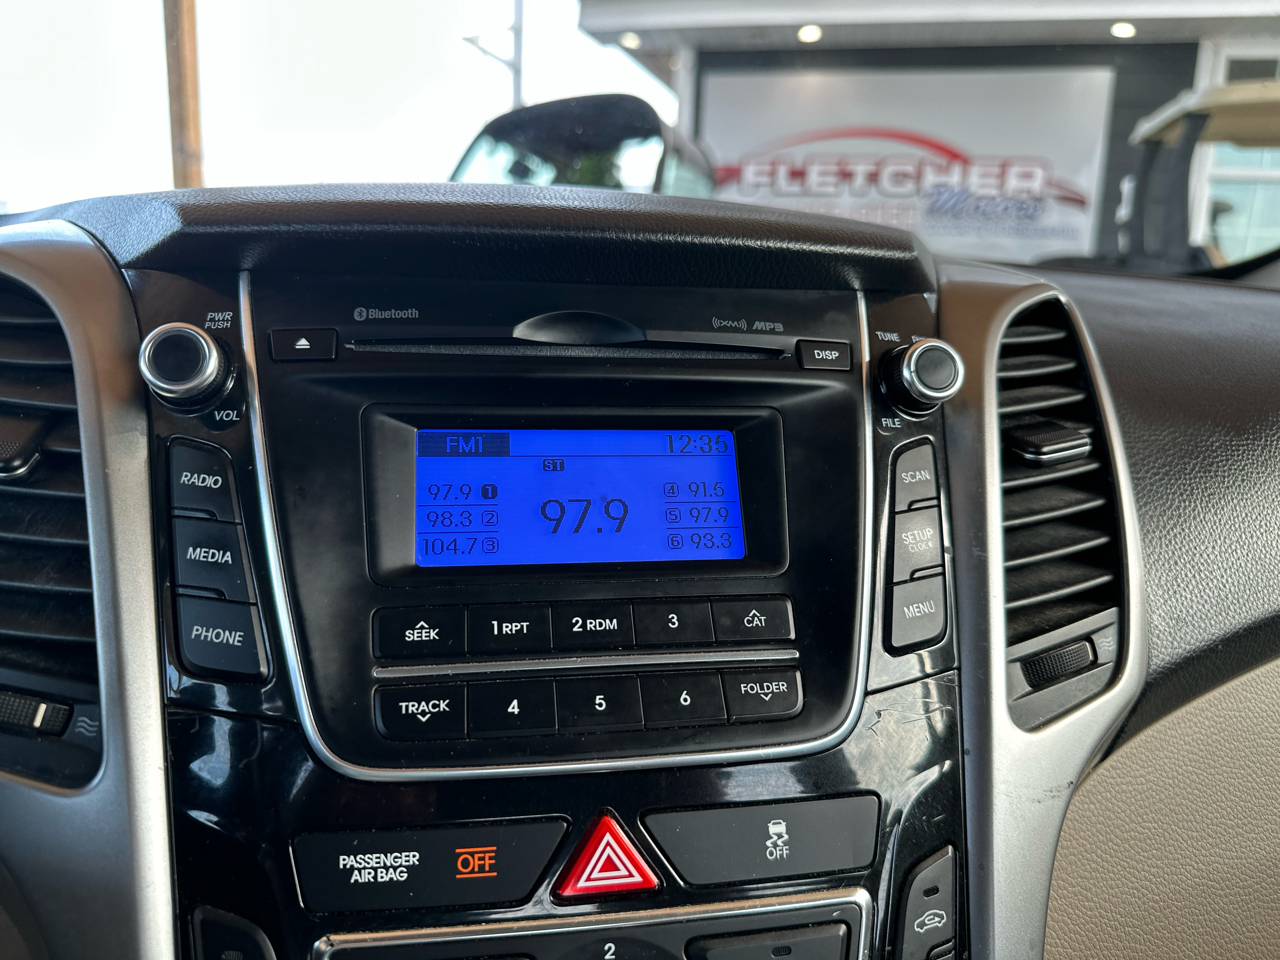 FLETCHER
Motors
PWR
PUSH
VOL
Bluetooth
((XM))
MP3
DISP
TUNE
FILE
FM1
12:35
ST
97.9 1
98.3 2
104.7 3
97.9
4 91.5
5 97.9
6 93.3
RADIO
MEDIA
PHONE
SCAN
SETUP
CLOCK
MENU
SEEK
1 RPT
2 RDM
3
CAT
TRACK
4
5
6
FOLDER
PASSENGER
AIR BAG
OFF
OFF
2